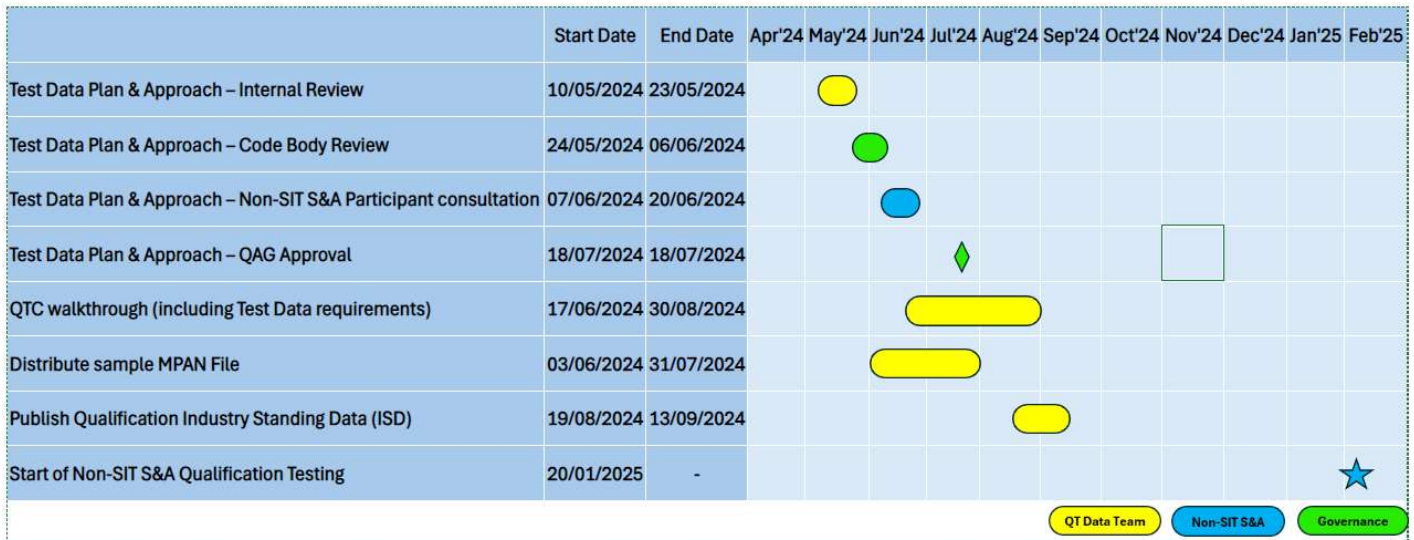 Start Date End Date Apr'24 May'24 Jun'24 Jul'24 Aug'24 Sep'24 Oct'24 Nov'24 Dec'24 Jan'25 Feb'25
Test Data Plan & Approach – Internal Review 10/05/2024 23/05/2024
Test Data Plan & Approach – Code Body Review 24/05/2024 06/06/2024
Test Data Plan & Approach – Non-SIT S&A Participant consultation 07/06/2024 20/06/2024
Test Data Plan & Approach – QAG Approval 18/07/2024 18/07/2024
QTC walkthrough (including Test Data requirements) 17/06/2024 30/08/2024
Distribute sample MPAN File 03/06/2024 31/07/2024
Publish Qualification Industry Standing Data (ISD) 19/08/2024 13/09/2024
Start of Non-SIT S&A Qualification Testing 20/01/2025 -
QT Data Team Non-SIT S&A Governance